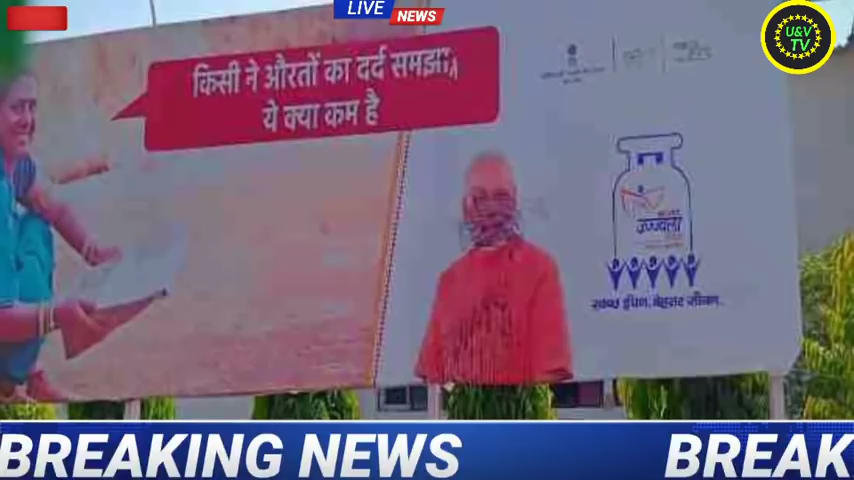 LIVE
NEWS
U&V
TV
किसी ने औरतों का दर्द समझा,
ये क्या कम है
उज्ज्वला
स्वच्छ ईंधन, बेहतर जीवन
BREAKING NEWS
BREAK